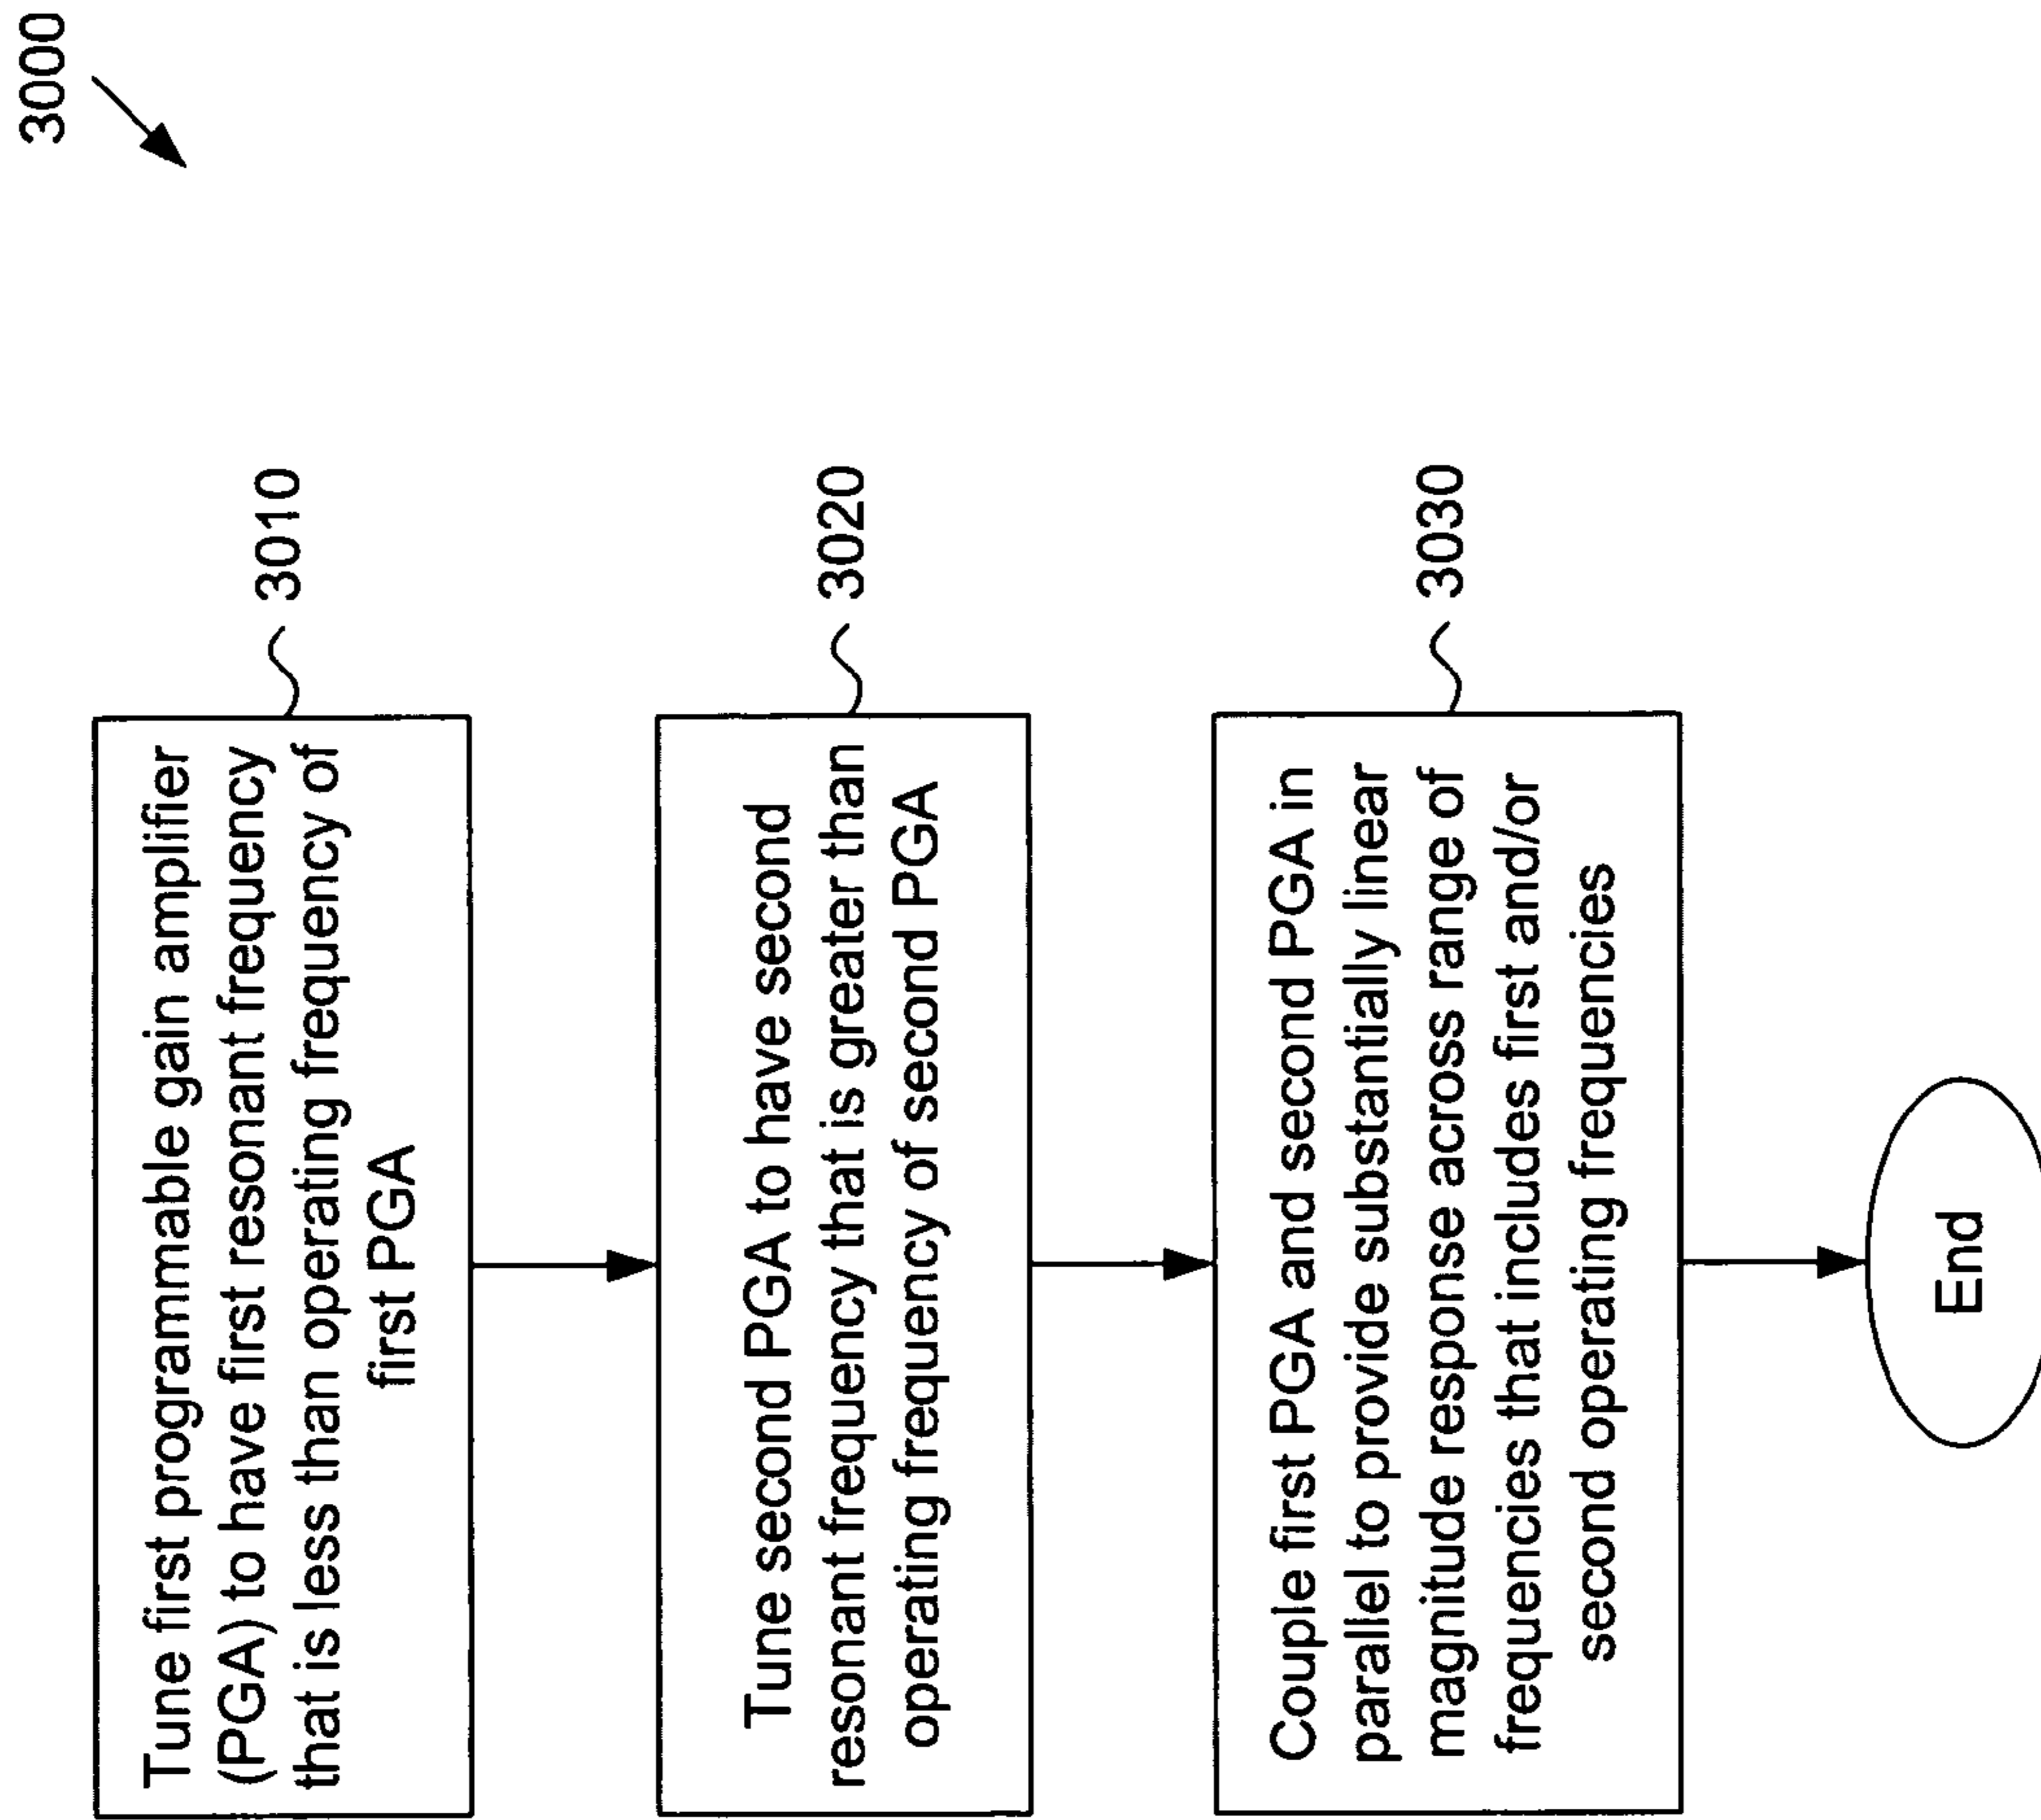 3000
Tune first programmable gain amplifier
(PGA) to have first resonant frequency
that is less than operating frequency of
first PGA
3010
Tune second PGA to have second
resonant frequency that is greater than
operating frequency of second PGA
3020
Couple first PGA and second PGA in
parallel to provide substantially linear
magnitude response across range of
frequencies that includes first and/or
second operating frequencies
3030
End